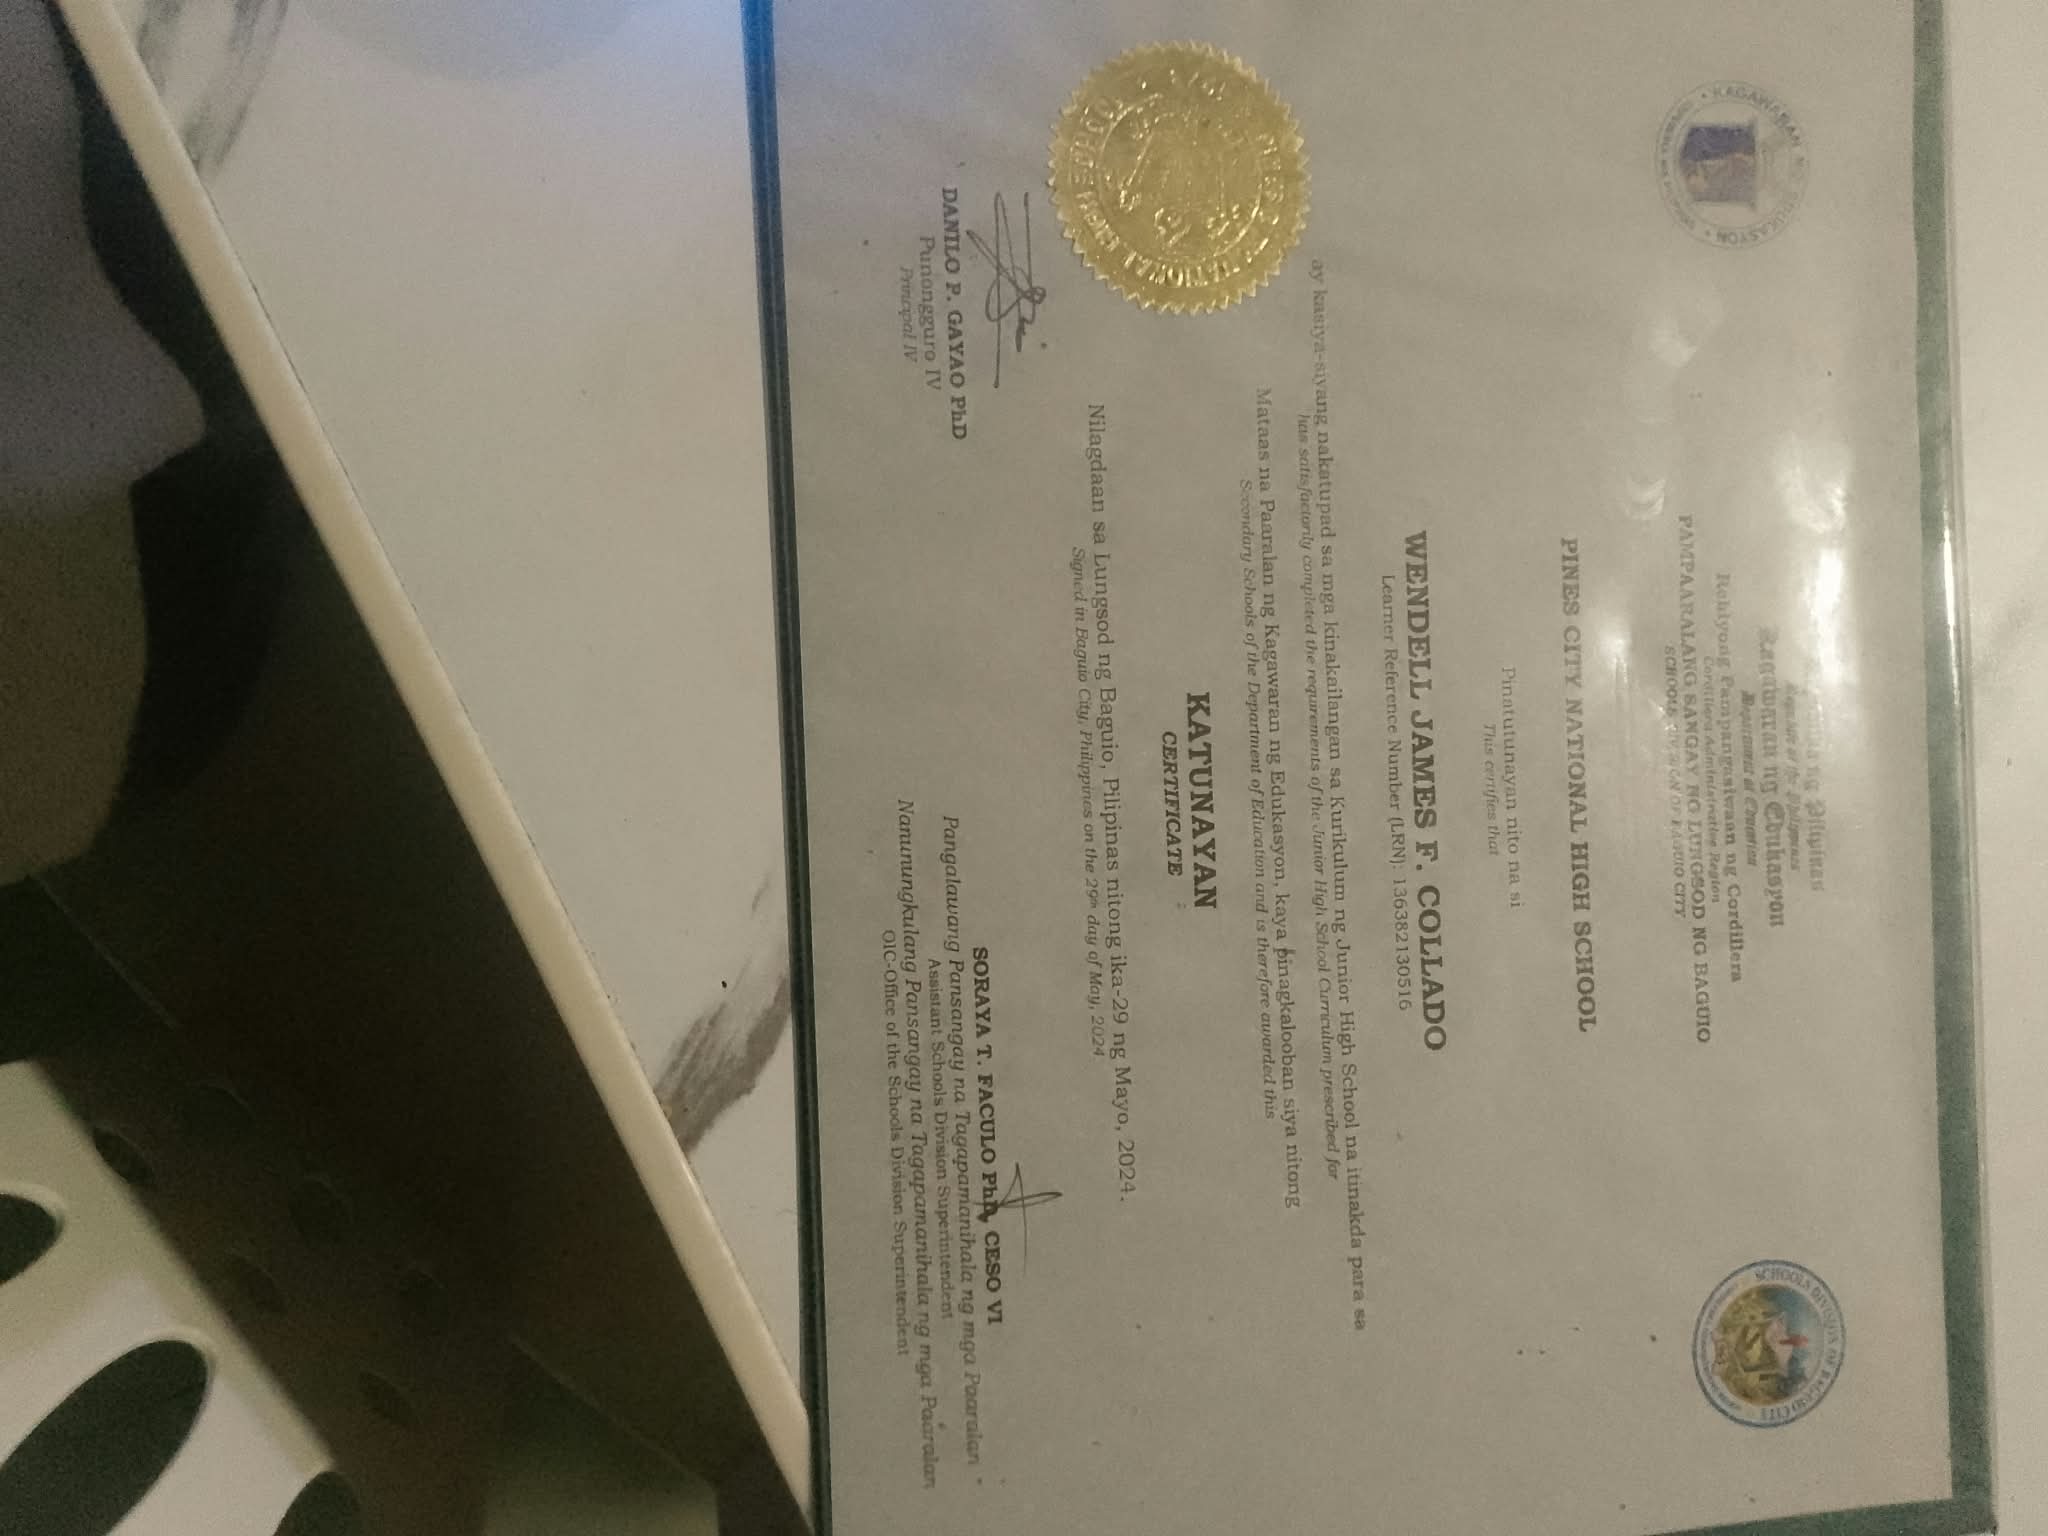 ng Pilipinas
Republic of the Philippines
Kagawaran ng Edukasyon
Department of Education
Rehiyong Pampangasiwaan ng Cordillera
Cordillera Administrative Region
PAMPAARALANG SANGAY NG LUNGSOD NG BAGUIO
SCHOOLS DIVISION OF BAGUIO CITY
PINES CITY NATIONAL HIGH SCHOOL
Pinatutunayan nito na si
This certifies that
WENDELL JAMES F. COLLADO
Learner Reference Number (LRN): 136382130516
ay kasiya-siyang nakatupad sa mga kinakailangan sa Kurikulum ng Junior High School na itinakda para sa
has satisfactorily completed the requirements of the Junior High School Curriculum prescribed for
Mataas na Paaralan ng Kagawaran ng Edukasyon, kaya pinagkalooban siya nitong
Secondary Schools of the Department of Education and is therefore awarded this
KATUNAYAN
CERTIFICATE
Nilagdaan sa Lungsod ng Baguio, Pilipinas nitong ika-29 ng Mayo, 2024.
Signed in Baguio City, Philippines on the 29th day of May, 2024.
DANILO P. GAYAO PhD
Punongguro IV
Principal IV
SORAYA T. FACULO PhD, CESO VI
Pangalawang Pansangay na Tagapamanihala ng mga Paaralan
Assistant Schools Division Superintendent
Nanunungkulang Pansangay na Tagapamanihala ng mga Paaralan
OIC-Office of the Schools Division Superintendent
KAGAWARAN NG EDUKASYON
SCHOOLS DIVISION OF BAGUIO CITY